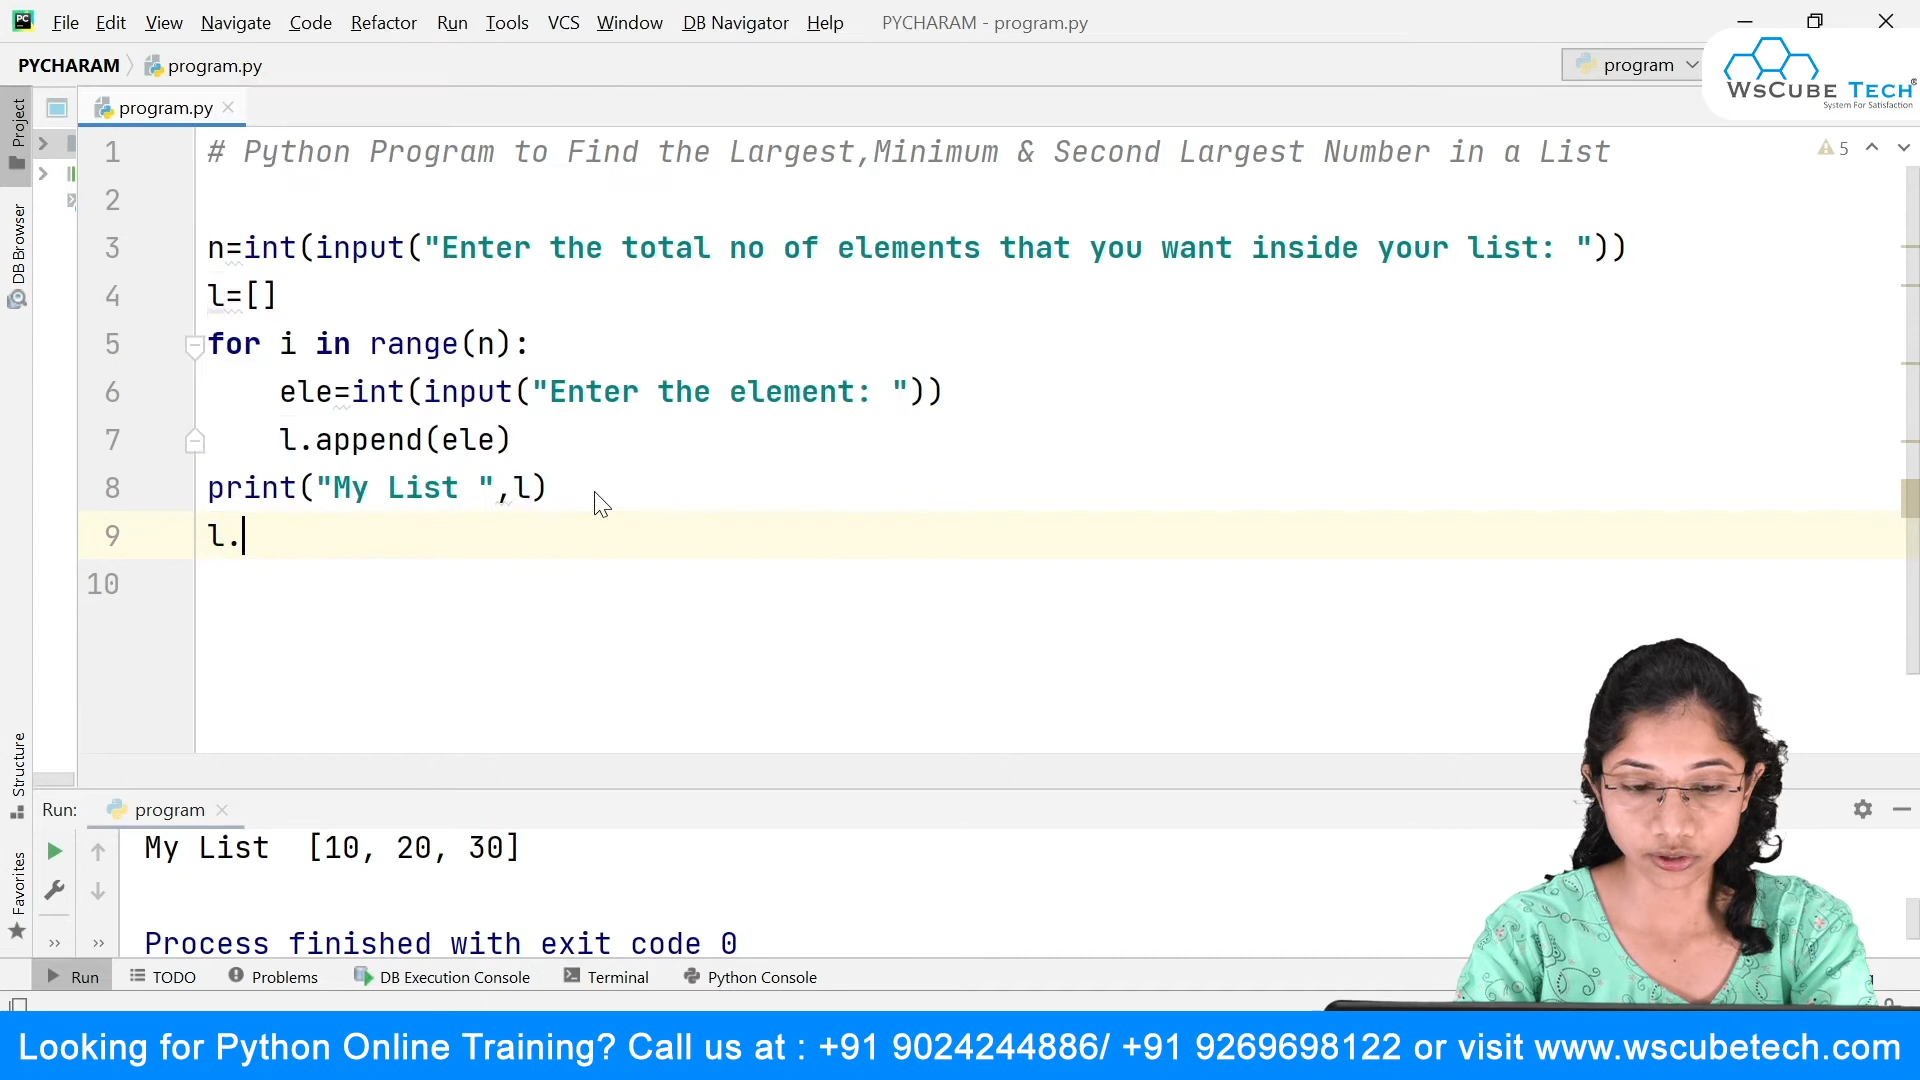 File Edit View Navigate Code Refactor Run Tools VCS Window DB Navigator Help PYCHARAM - program.py
PYCHARAM program.py program
WsCube Tech
System For Satisfaction
Project program.py
1 # Python Program to Find the Largest,Minimum & Second Largest Number in a List 5
2
3 n=int(input("Enter the total no of elements that you want inside your list: "))
4 l=[]
5 for i in range(n):
6 ele=int(input("Enter the element: "))
7 l.append(ele)
8 print("My List ",l)
9 l.
10
DB Browser
Structure
Favorites
Run: program
My List [10, 20, 30]
Process finished with exit code 0
Run TODO Problems DB Execution Console Terminal Python Console
Looking for Python Online Training? Call us at : +91 9024244886/ +91 9269698122 or visit www.wscubetech.com